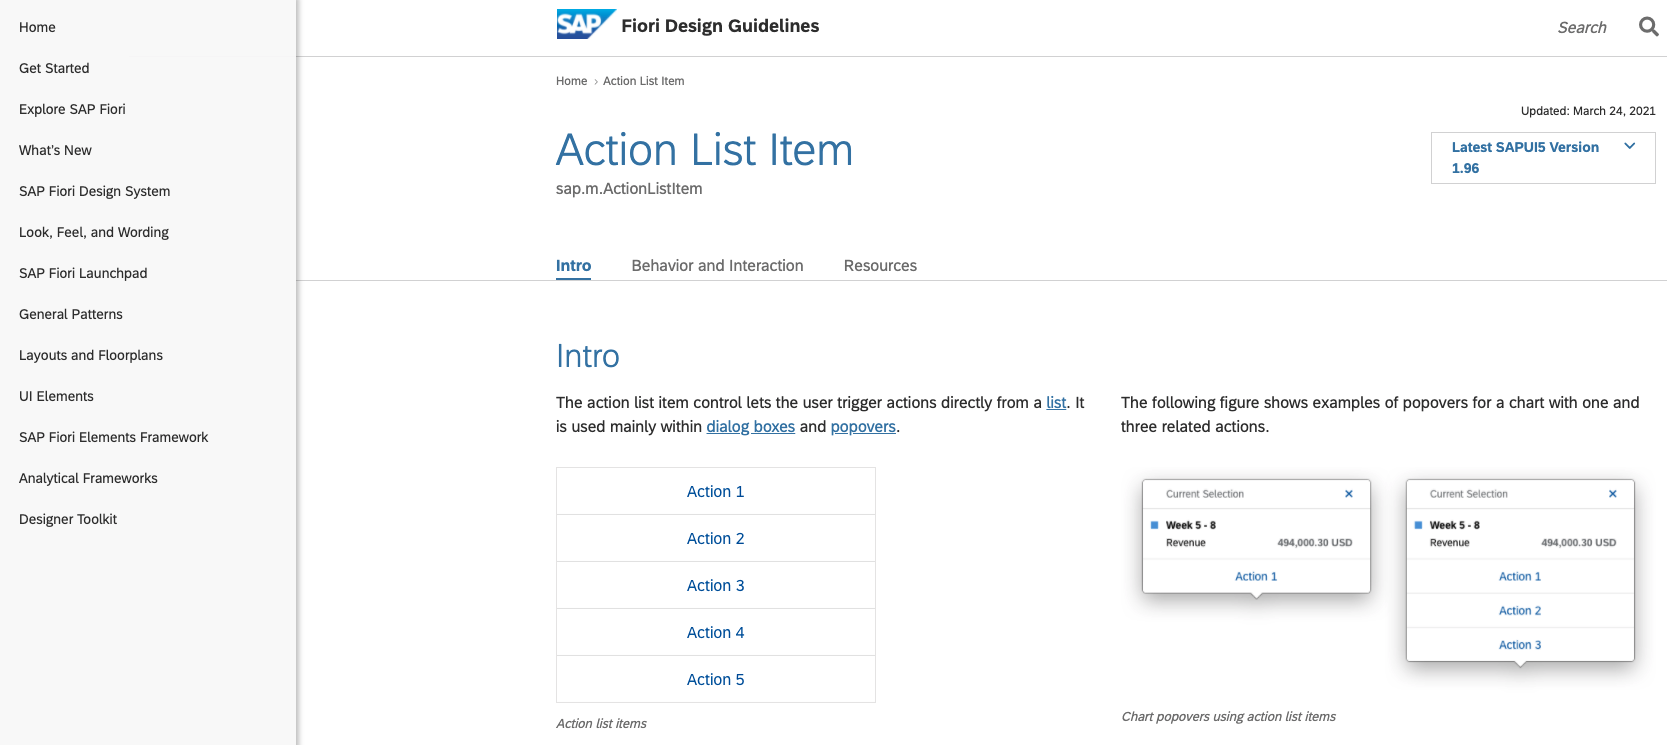 Home
Get Started
Explore SAP Fiori
What's New
SAP Fiori Design System
Look, Feel, and Wording
SAP Fiori Launchpad
General Patterns
Layouts and Floorplans
UI Elements
SAP Fiori Elements Framework
Analytical Frameworks
Designer Toolkit
SAP Fiori Design Guidelines
Search
Home › Action List Item
Updated: March 24, 2021
Action List Item
sap.m.ActionListItem
Latest SAPUI5 Version
1.96
Intro Behavior and Interaction Resources
Intro
The action list item control lets the user trigger actions directly from a list. It
is used mainly within dialog boxes and popovers.
Action 1
Action 2
Action 3
Action 4
Action 5
Action list items
The following figure shows examples of popovers for a chart with one and
three related actions.
Current Selection
Week 5 - 8
Revenue 494,000.30 USD
Action 1
Current Selection
Week 5 - 8
Revenue 494,000.30 USD
Action 1
Action 2
Action 3
Chart popovers using action list items